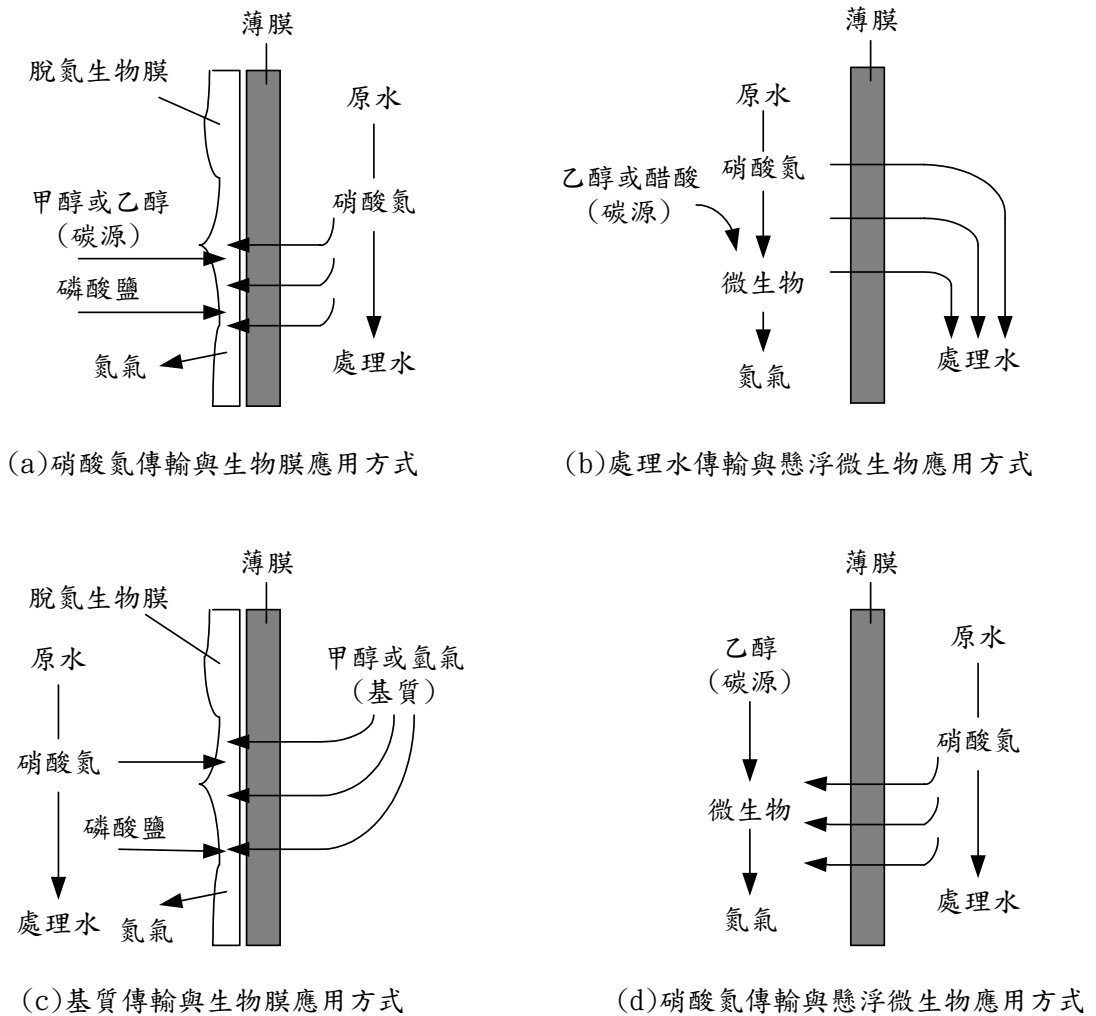 薄膜
脫氮生物膜
原水
甲醇或乙醇
（碳源）
硝酸氮
磷酸鹽
氮氣
處理水
(a)硝酸氮傳輸與生物膜應用方式
薄膜
原水
乙醇或醋酸
（碳源）
硝酸氮
微生物
氮氣
處理水
(b)處理水傳輸與懸浮微生物應用方式
薄膜
脫氮生物膜
原水
甲醇或氫氣
（基質）
硝酸氮
磷酸鹽
處理水
氮氣
(c)基質傳輸與生物膜應用方式
薄膜
乙醇
（碳源）
原水
硝酸氮
微生物
氮氣
處理水
(d)硝酸氮傳輸與懸浮微生物應用方式